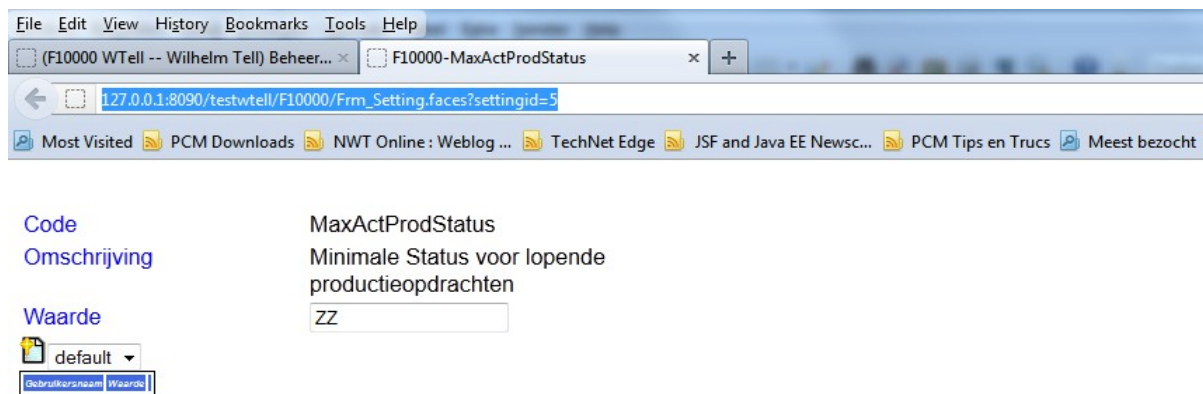 File Edit View History Bookmarks Tools Help
(F10000 WTell -- Wilhelm Tell) Beheer... × F10000-MaxActProdStatus × +
127.0.0.1:8090/testwtell/F10000/Frm_Setting.faces?settingid=5
Most Visited PCM Downloads NWT Online : Weblog ... TechNet Edge JSF and Java EE Newsc... PCM Tips en Trucs Meest bezocht
Code MaxActProdStatus
Omschrijving Minimale Status voor lopende
productieopdrachten
Waarde ZZ
default
Gebruikersnaam Waarde